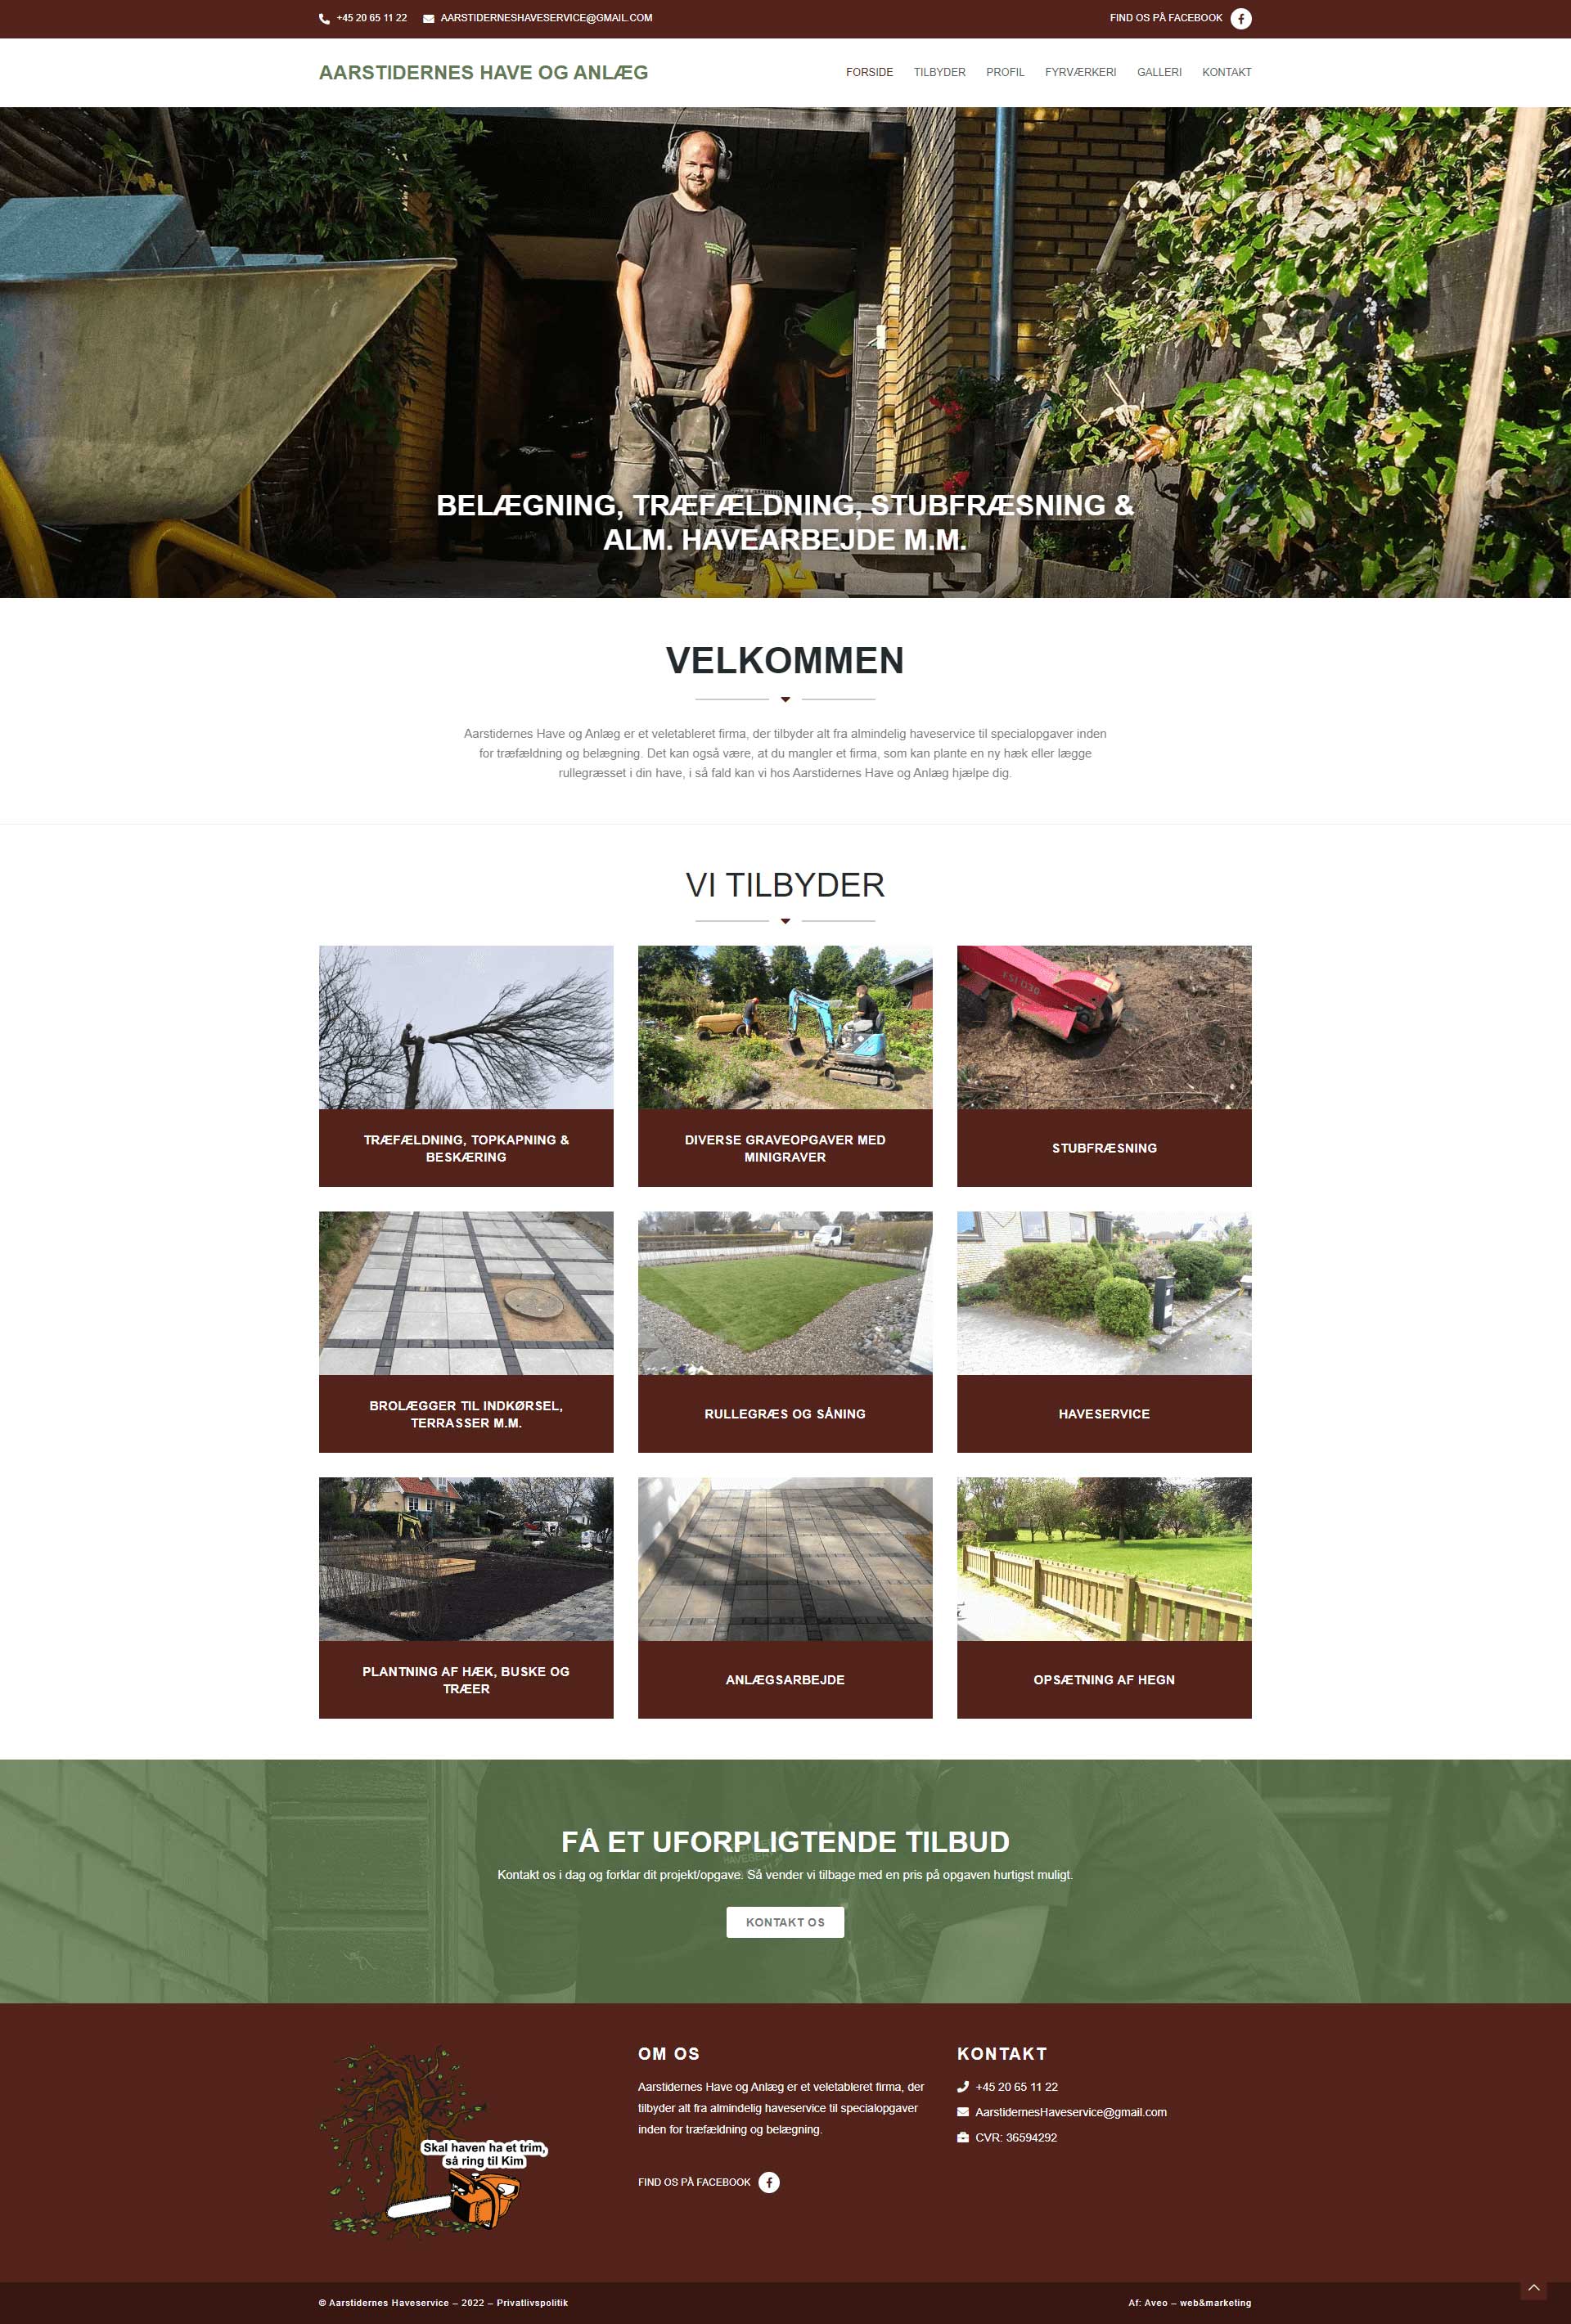 +45 20 65 11 22
AARSTIDERNESHAVESERVICE@GMAIL.COM
FIND OS PÅ FACEBOOK
AARSTIDERNES HAVE OG ANLÆG
FORSIDE
TILBYDER
PROFIL
FYRVÆRKERI
GALLERI
KONTAKT
BELÆGNING, TRÆFÆLDNING, STUBFRÆSNING &
ALM. HAVEARBEJDE M.M.
VELKOMMEN
Aarstidernes Have og Anlæg er et veletableret firma, der tilbyder alt fra almindelig haveservice til specialopgaver inden
for træfældning og belægning. Det kan også være, at du mangler et firma, som kan plante en ny hæk eller lægge
rullegræsset i din have, i så fald kan vi hos Aarstidernes Have og Anlæg hjælpe dig.
VI TILBYDER
FSI D30
TRÆFÆLDNING, TOPKAPNING &
BESKÆRING
DIVERSE GRAVEOPGAVER MED
MINIGRAVER
STUBFRÆSNING
BROLÆGGER TIL INDKØRSEL,
TERRASSER M.M.
RULLEGRÆS OG SÅNING
HAVESERVICE
PLANTNING AF HÆK, BUSKE OG
TRÆER
ANLÆGSARBEJDE
OPSÆTNING AF HEGN
FÅ ET UFORPLIGTENDE TILBUD
Kontakt os i dag og forklar dit projekt/opgave. Så vender vi tilbage med en pris på opgaven hurtigst muligt.
KONTAKT OS
Skal haven ha et trim,
så ring til Kim
OM OS
Aarstidernes Have og Anlæg er et veletableret firma, der
tilbyder alt fra almindelig haveservice til specialopgaver
inden for træfældning og belægning.
FIND OS PÅ FACEBOOK
KONTAKT
+45 20 65 11 22
AarstidernesHaveservice@gmail.com
CVR: 36594292
© Aarstidernes Haveservice – 2022 – Privatlivspolitik
Af: Aveo – web&marketing